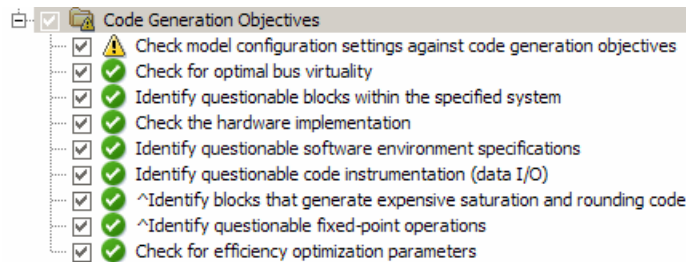 Code Generation Objectives
Check model configuration settings against code generation objectives
Check for optimal bus virtuality
Identify questionable blocks within the specified system
Check the hardware implementation
Identify questionable software environment specifications
Identify questionable code instrumentation (data I/O)
^Identify blocks that generate expensive saturation and rounding code
^Identify questionable fixed-point operations
Check for efficiency optimization parameters